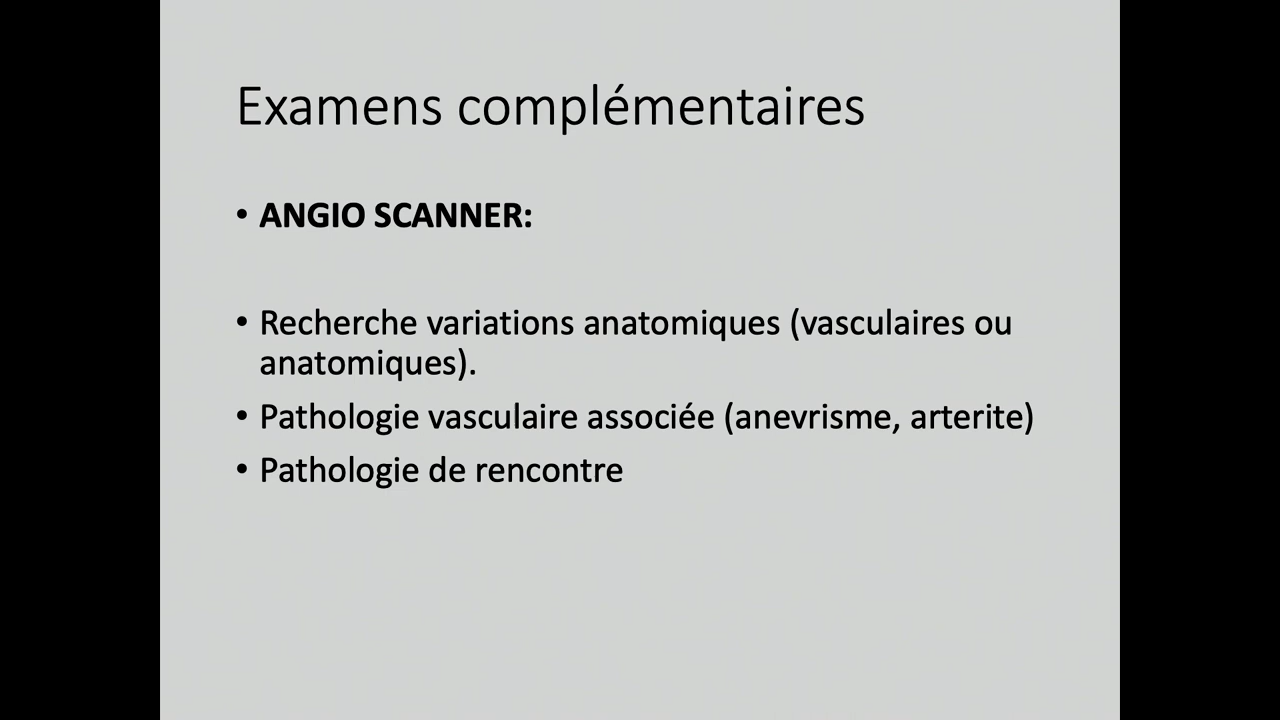 Examens complémentaires
• ANGIO SCANNER:
• Recherche variations anatomiques (vasculaires ou
anatomiques).
• Pathologie vasculaire associée (anevrisme, arterite)
• Pathologie de rencontre